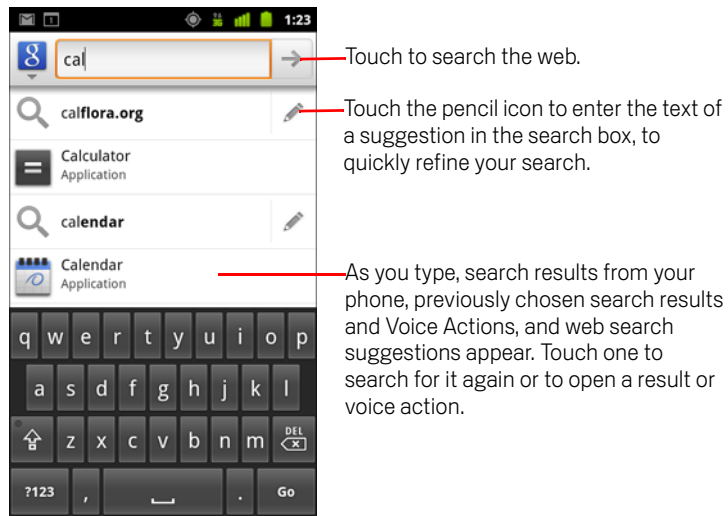 1
3G
1:23
8
cal
Touch to search the web.
calflora.org
Touch the pencil icon to enter the text of
a suggestion in the search box, to
quickly refine your search.
Calculator
Application
calendar
Calendar
Application
As you type, search results from your
phone, previously chosen search results
and Voice Actions, and web search
suggestions appear. Touch one to
search for it again or to open a result or
voice action.
q w e r t y u i o p
a s d f g h j k l
z x c v b n m DEL
?123 , . Go